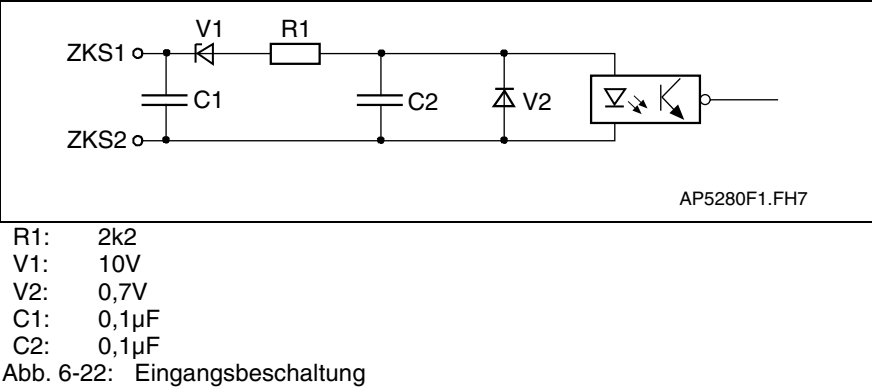 V1 R1
ZKS1
C1 C2 V2
ZKS2
AP5280F1.FH7
R1: 2k2
V1: 10V
V2: 0,7V
C1: 0,1µF
C2: 0,1µF
Abb. 6-22: Eingangsbeschaltung